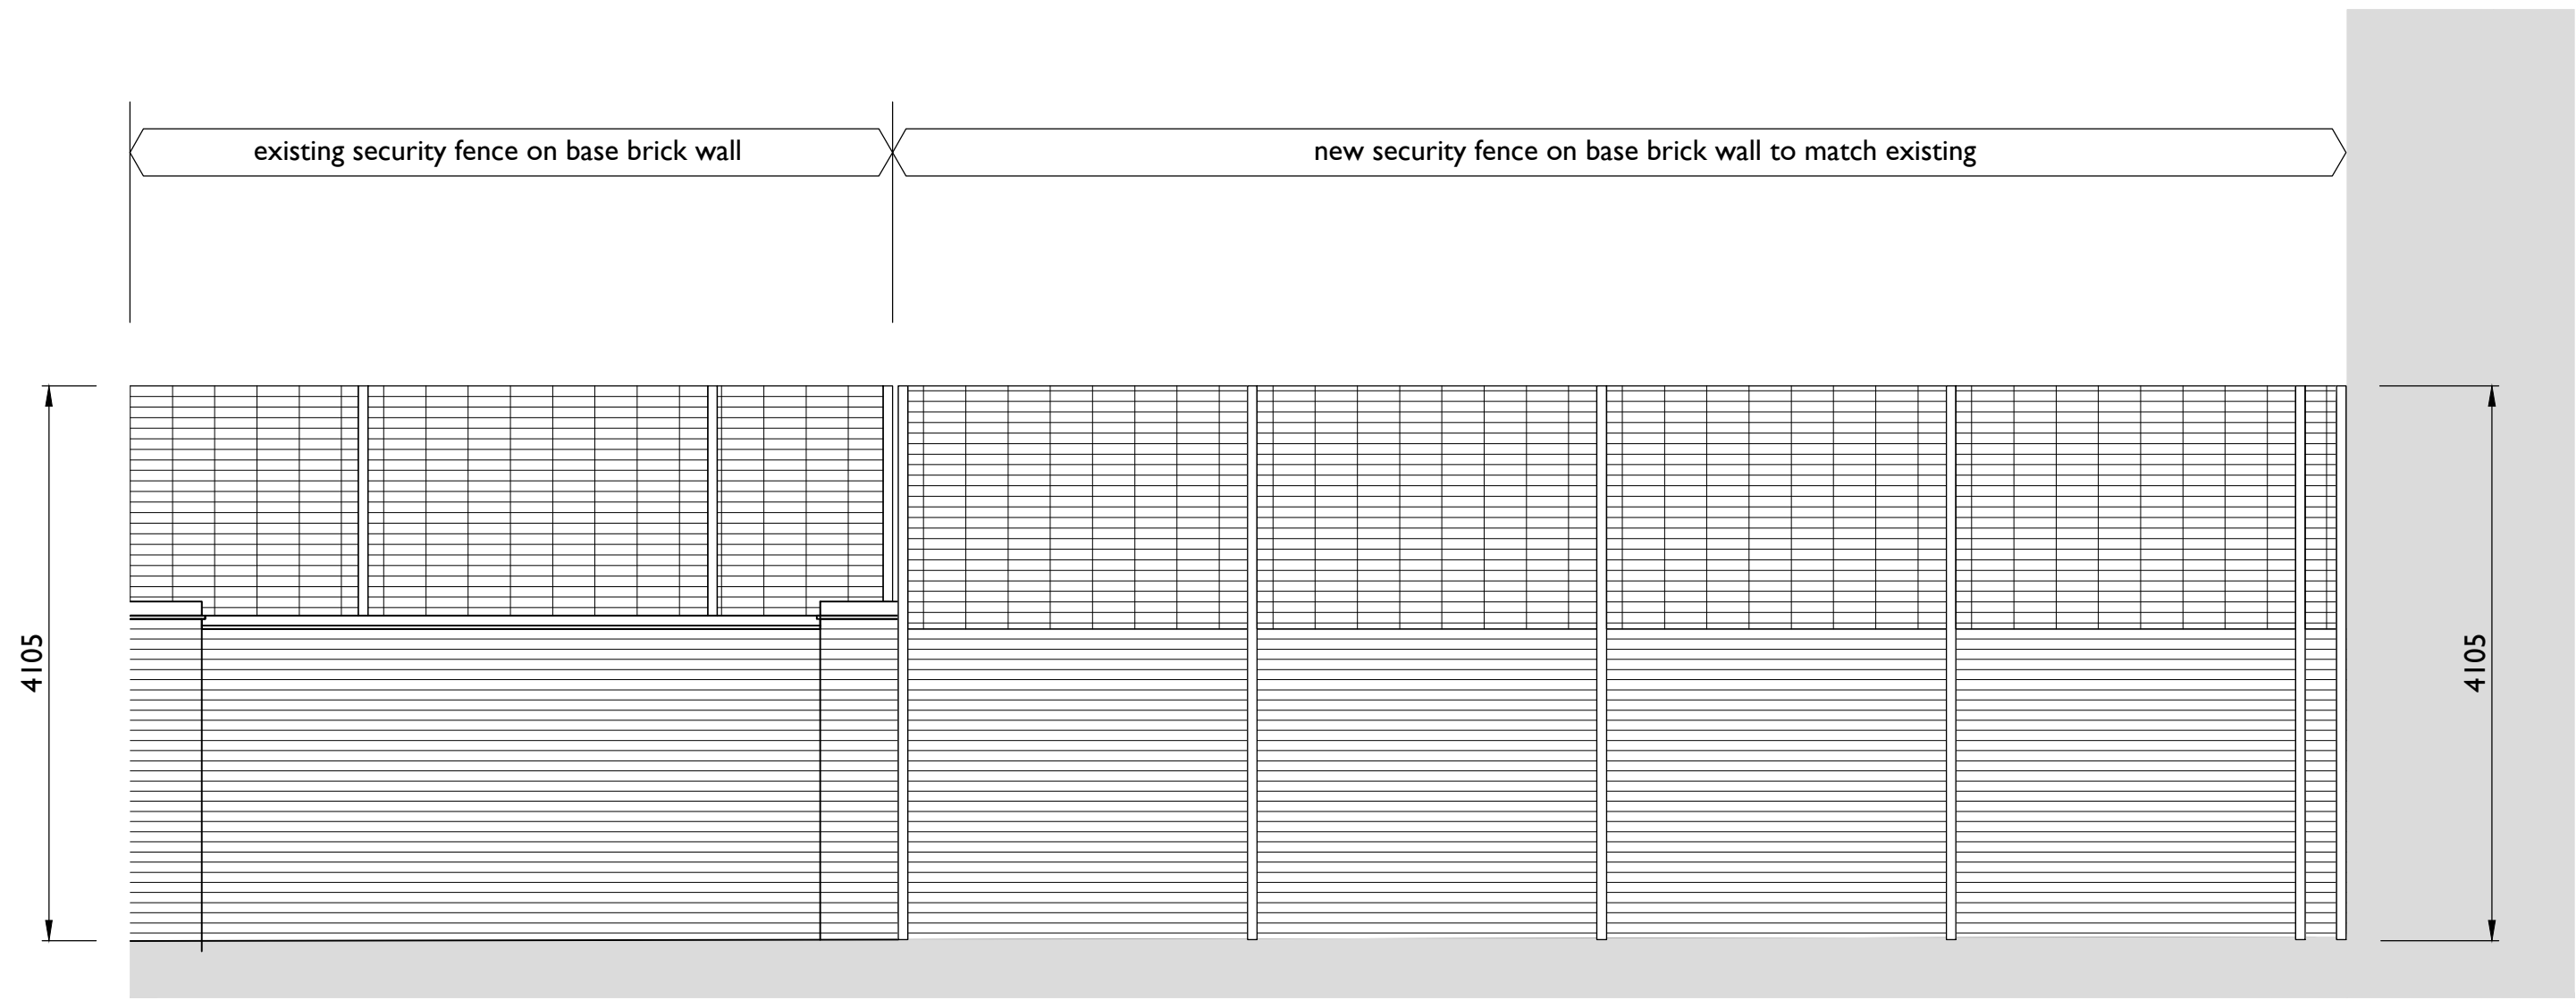 existing security fence on base brick wall
new security fence on base brick wall to match existing
4105
4105